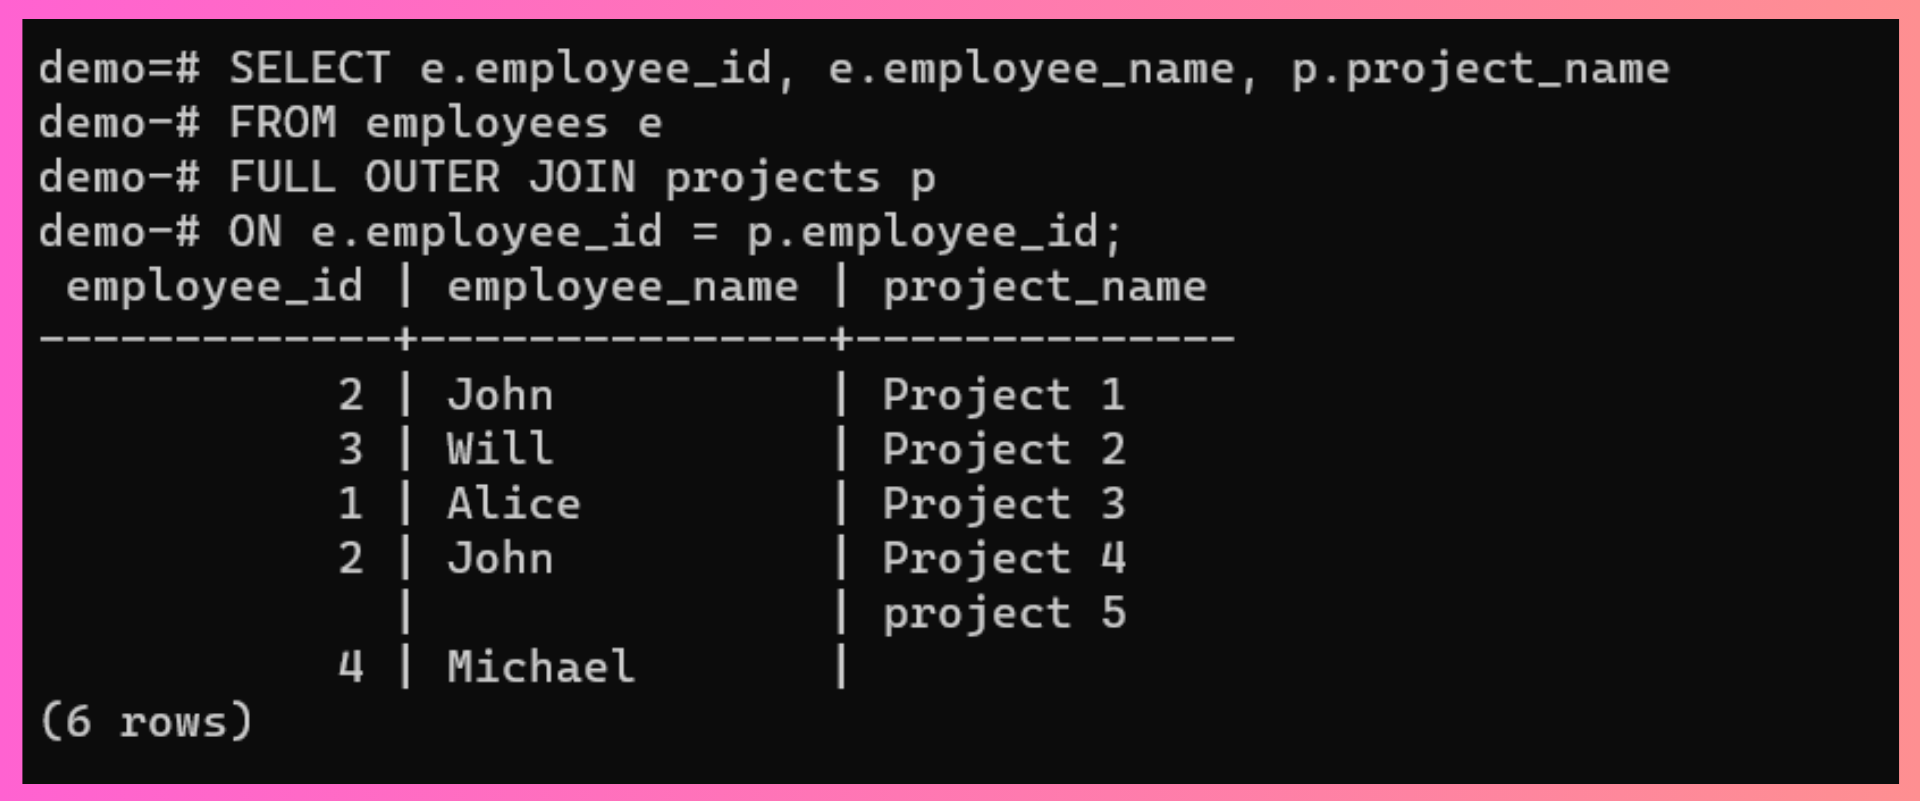 demo=# SELECT e.employee_id, e.employee_name, p.project_name
demo-# FROM employees e
demo-# FULL OUTER JOIN projects p
demo-# ON e.employee_id = p.employee_id;
 employee_id | employee_name | project_name
-------------+---------------+--------------
           2 | John          | Project 1
           3 | Will          | Project 2
           1 | Alice         | Project 3
           2 | John          | Project 4
             |               | project 5
           4 | Michael       |
(6 rows)